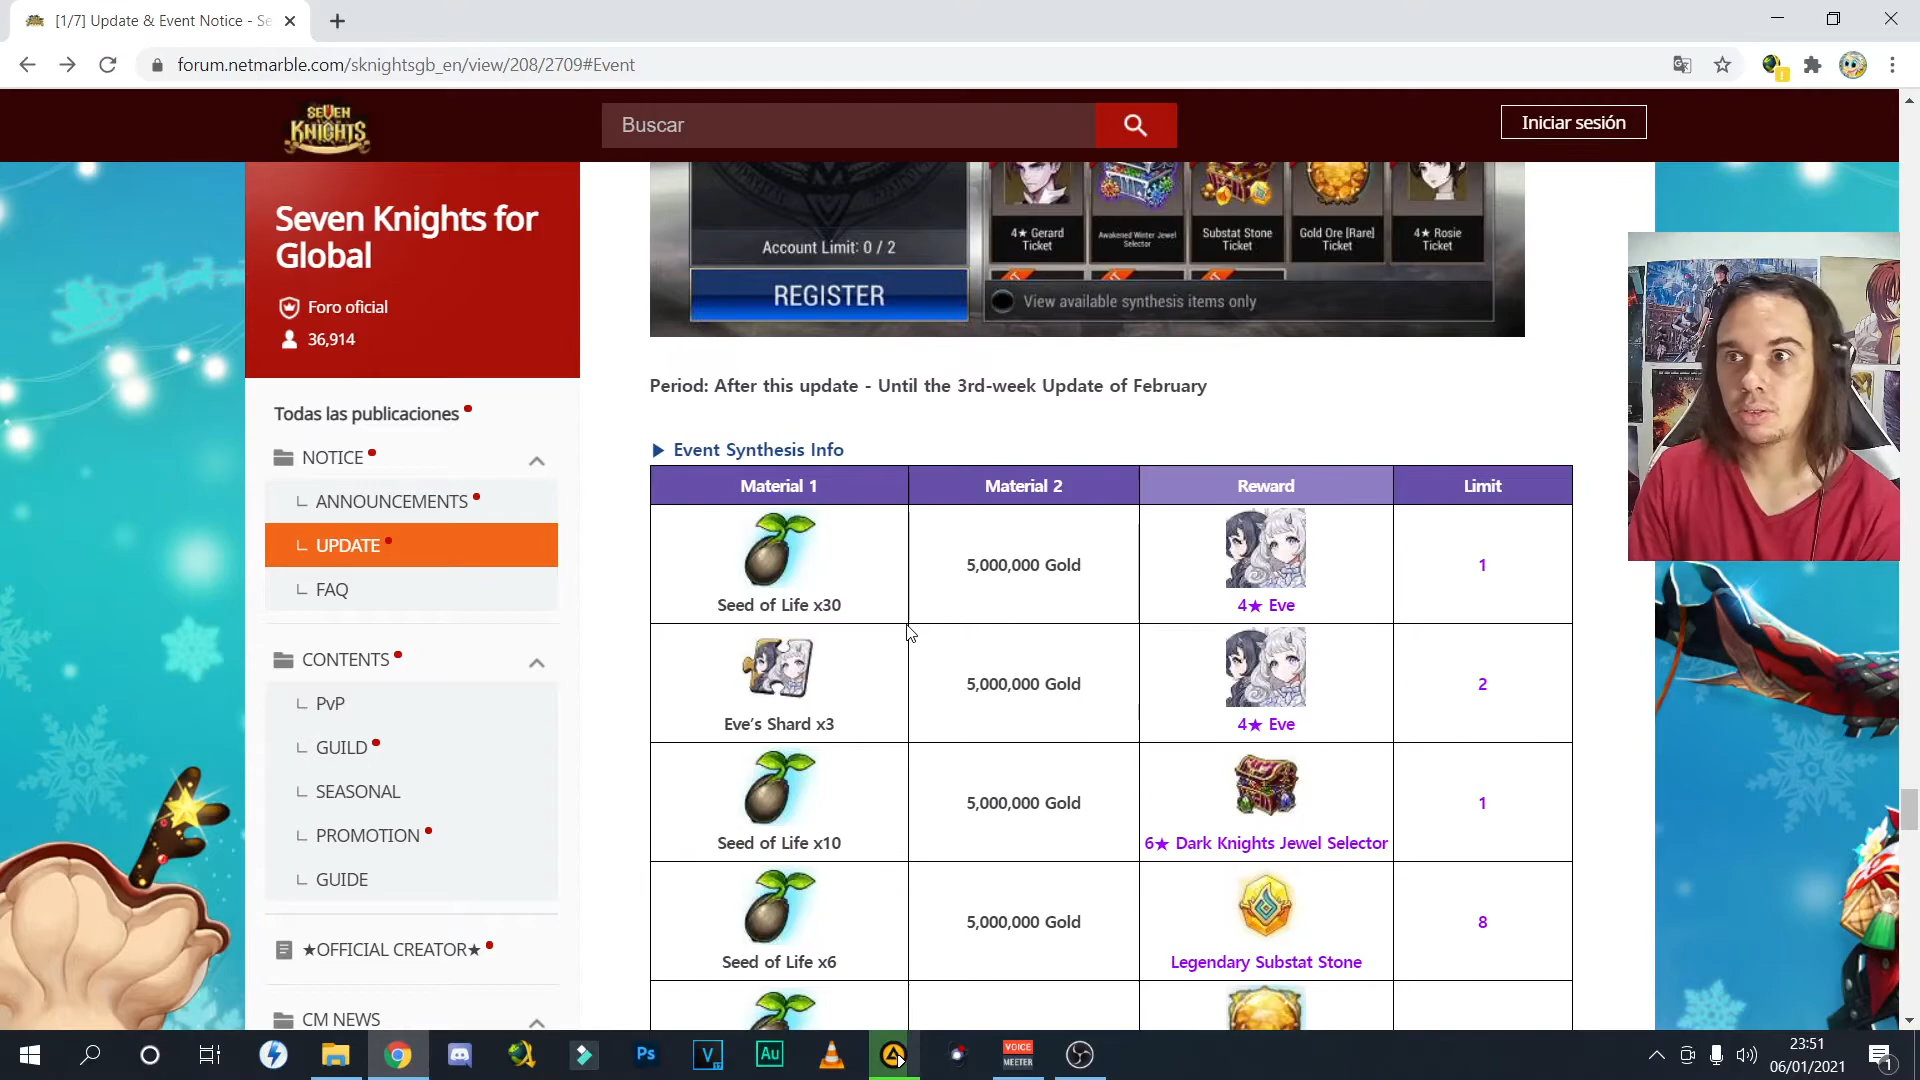 [1/7] Update & Event Notice - Se
forum.netmarble.com/sknightsgb_en/view/208/2709#Event
SEVEN
KNIGHTS
Buscar
Iniciar sesión
Seven Knights for
Global
Foro oficial
36,914
Todas las publicaciones
NOTICE
ANNOUNCEMENTS
UPDATE
FAQ
CONTENTS
PvP
GUILD
SEASONAL
PROMOTION
GUIDE
★OFFICIAL CREATOR★
CM NEWS
Account Limit: 0 / 2
REGISTER
4★ Gerard
Ticket
Awakened Winter Jewel
Selector
Substat Stone
Ticket
Gold Ore [Rare]
Ticket
4★ Rosie
Ticket
View available synthesis items only
Period: After this update - Until the 3rd-week Update of February
▶ Event Synthesis Info
Material 1 Material 2 Reward Limit
Seed of Life x30 5,000,000 Gold 4★ Eve 1
Eve's Shard x3 5,000,000 Gold 4★ Eve 2
Seed of Life x10 5,000,000 Gold 6★ Dark Knights Jewel Selector 1
Seed of Life x6 5,000,000 Gold Legendary Substat Stone 8
Ps
V
Au
VOICE
MEETER
23:51
06/01/2021
1